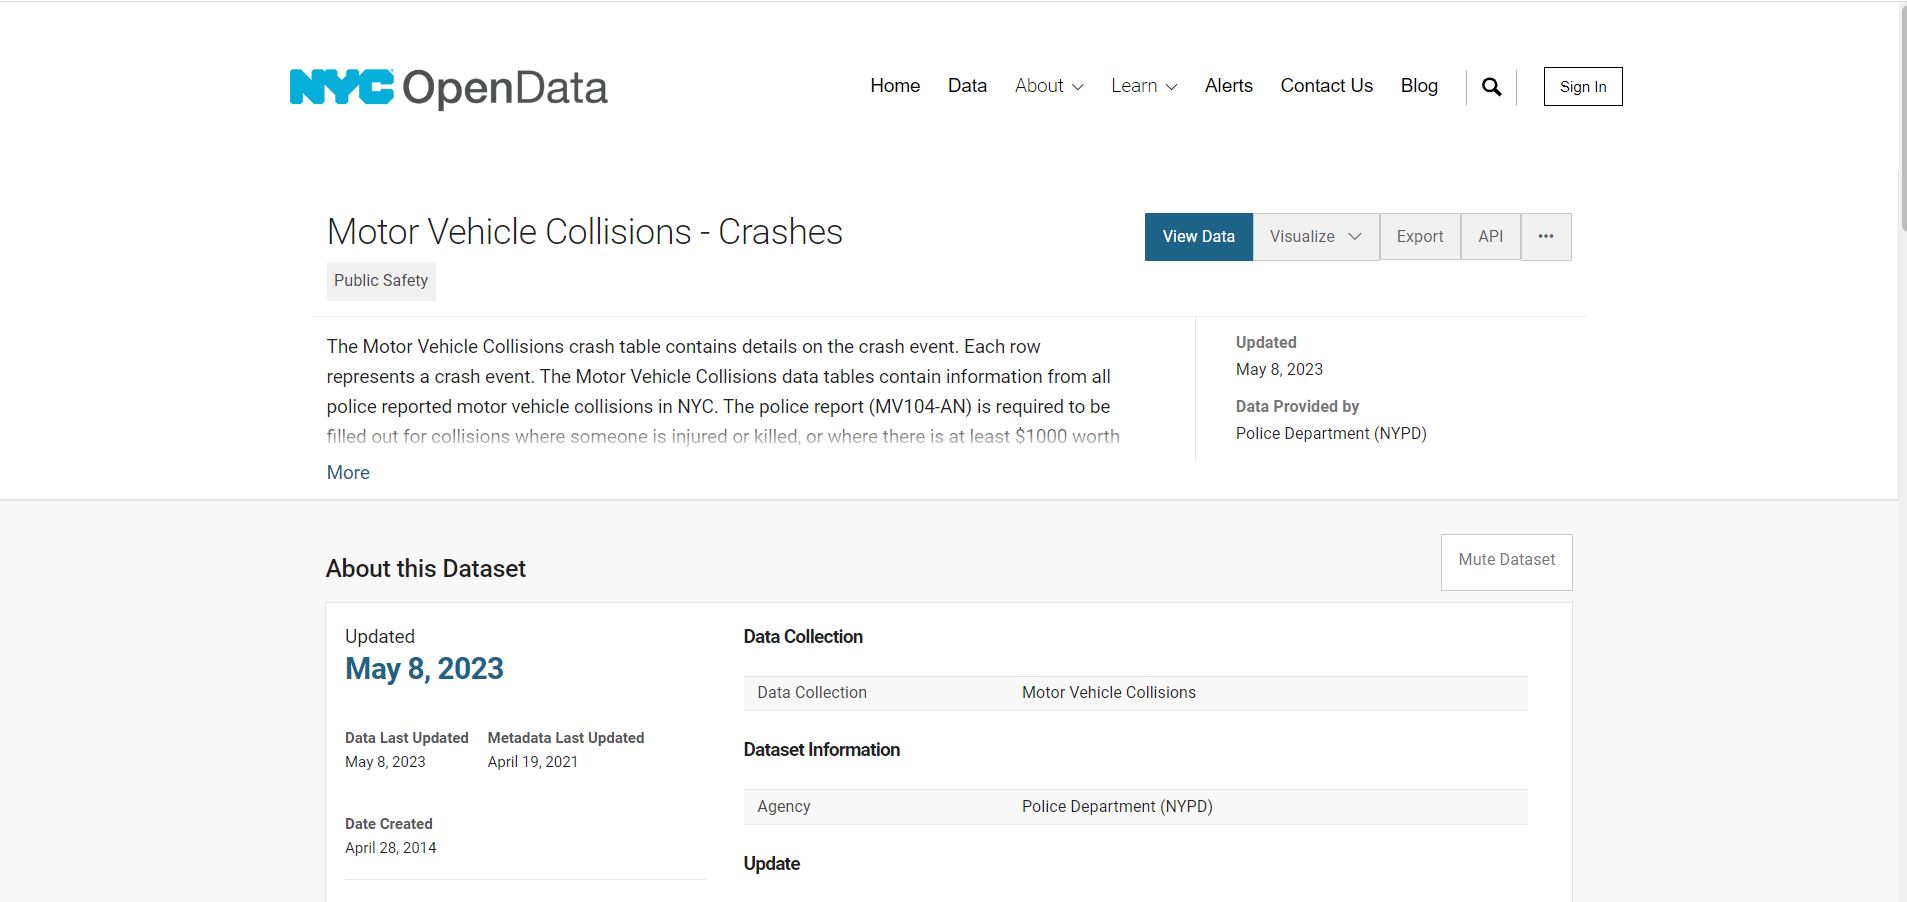 NYC OpenData
Home Data About Learn Alerts Contact Us Blog Sign In
Motor Vehicle Collisions - Crashes
View Data Visualize Export API ...
Public Safety
The Motor Vehicle Collisions crash table contains details on the crash event. Each row
represents a crash event. The Motor Vehicle Collisions data tables contain information from all
police reported motor vehicle collisions in NYC. The police report (MV104-AN) is required to be
filled out for collisions where someone is injured or killed, or where there is at least $1000 worth
More
Updated
May 8, 2023
Data Provided by
Police Department (NYPD)
About this Dataset
Mute Dataset
Updated
May 8, 2023
Data Last Updated Metadata Last Updated
May 8, 2023 April 19, 2021
Date Created
April 28, 2014
Data Collection
Data Collection Motor Vehicle Collisions
Dataset Information
Agency Police Department (NYPD)
Update